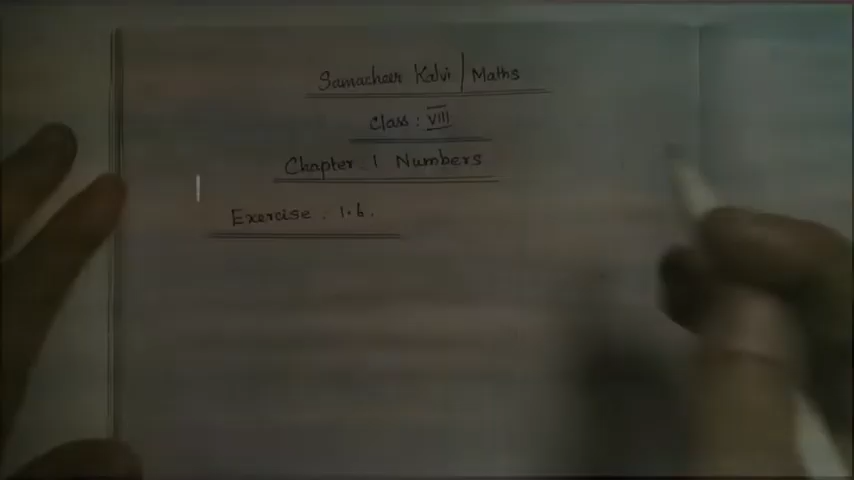 Samacheer Kalvi | Maths
Class : VIII
Chapter 1 Numbers
Exercise : 1.6.